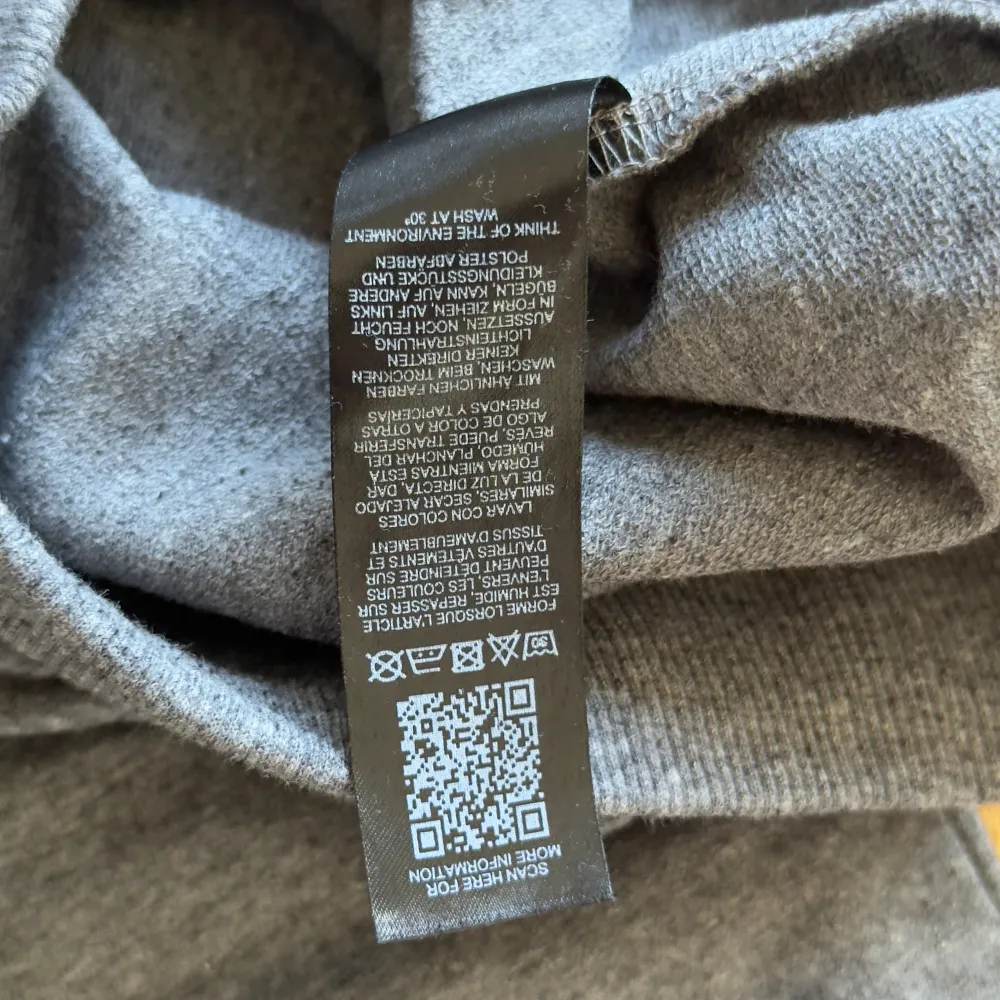 SCAN HERE FOR
MORE INFORMATION
30
FORME LORSQUE L'ARTICLE
EST HUMIDE, REPASSER SUR
L'ENVERS, LES COULEURS
PEUVENT DÉTEINDRE SUR
D'AUTRES VÊTEMENTS ET
TISSUS D'AMEUBLEMENT
LAVAR CON COLORES
SIMILARES, SECAR ALEJADO
DE LA LUZ DIRECTA, DAR
FORMA MIENTRAS ESTÁ
HÚMEDO, PLANCHAR DEL
REVÉS, PUEDE TRANSFERIR
ALGO DE COLOR A OTRAS
PRENDAS Y TAPICERÍAS
MIT ÄHNLICHEN FARBEN
WASCHEN, BEIM TROCKNEN
KEINER DIREKTEN
LICHTEINSTRAHLUNG
AUSSETZEN, NOCH FEUCHT
IN FORM ZIEHEN, AUF LINKS
BÜGELN, KANN AUF ANDERE
KLEIDUNGSSTÜCKE UND
POLSTER ABFÄRBEN
THINK OF THE ENVIRONMENT
WASH AT 30°